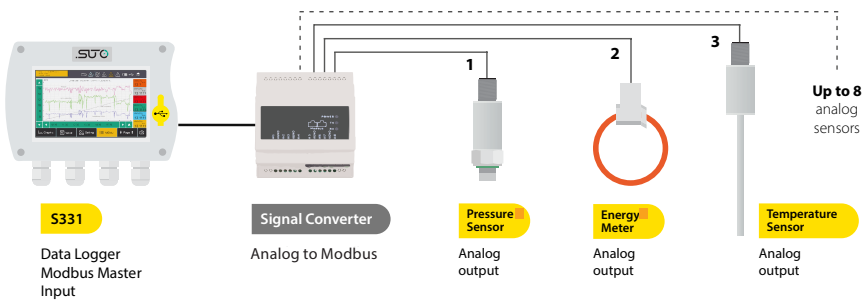 SUTO
1
2
3
Up to 8
analog
sensors
POWER
S331
Data Logger
Modbus Master
Input
Signal Converter
Analog to Modbus
Pressure
Sensor
Analog
output
Energy
Meter
Analog
output
Temperature
Sensor
Analog
output